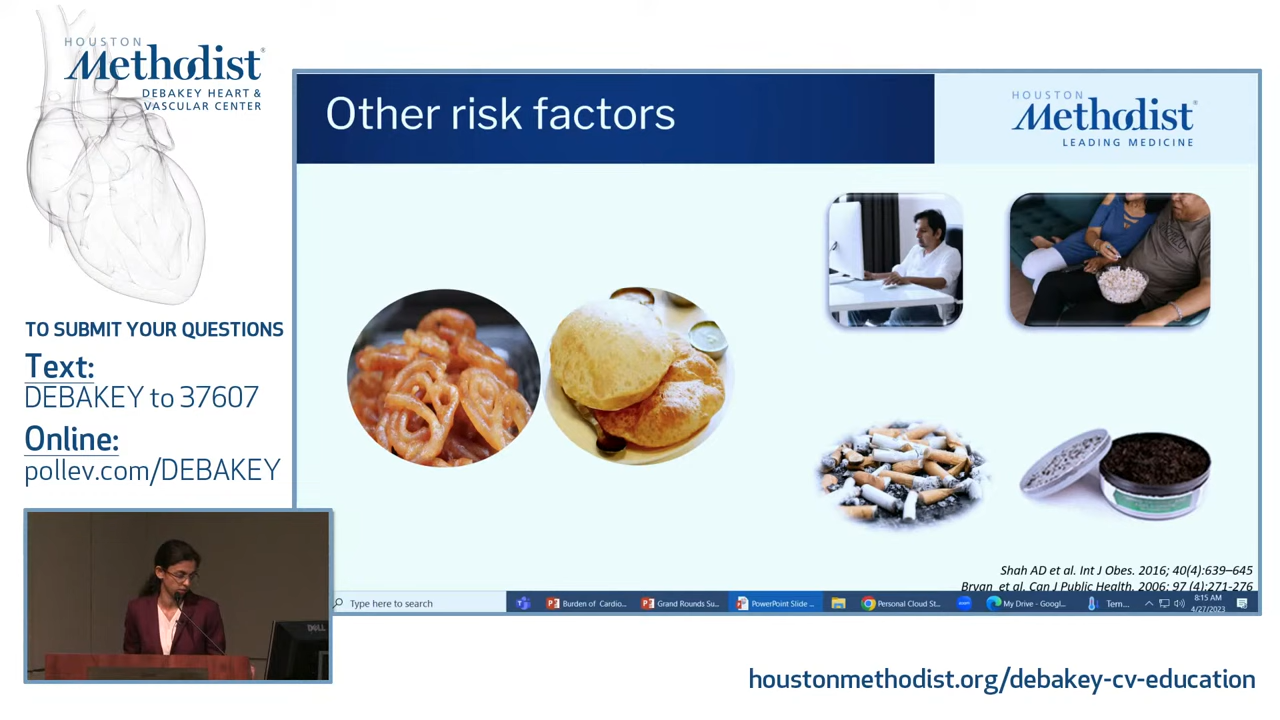 HOUSTON
Methodist®
DEBAKEY HEART &
VASCULAR CENTER
TO SUBMIT YOUR QUESTIONS
Text:
DEBAKEY to 37607
Online:
pollev.com/DEBAKEY
Other risk factors
HOUSTON
Methodist®
LEADING MEDICINE
Shah AD et al. Int J Obes. 2016; 40(4):639–645
Bryan et al. Can J Public Health. 2006; 97 (4):271-276
Type here to search
Burden of Cardio...
Grand Rounds Su...
PowerPoint Slide ...
Personal Cloud St...
My Drive - Googl...
Tem...
8:15 AM
4/27/2023
DELL
houstonmethodist.org/debakey-cv-education